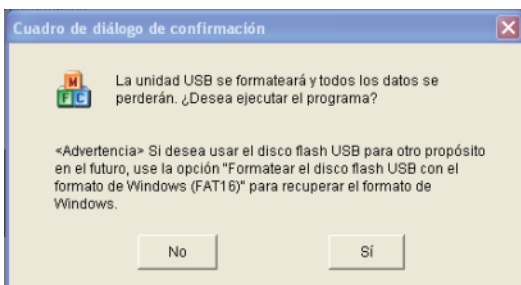 Cuadro de diálogo de confirmación
M
F C
La unidad USB se formateará y todos los datos se
perderán. ¿Desea ejecutar el programa?
<Advertencia> Si desea usar el disco flash USB para otro propósito
en el futuro, use la opción "Formatear el disco flash USB con el
formato de Windows (FAT16)" para recuperar el formato de
Windows.
No
Sí